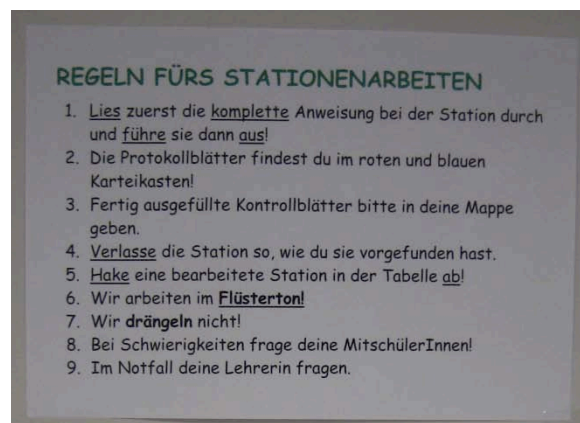 REGELN FÜRS STATIONENARBEITEN
1. Lies zuerst die komplette Anweisung bei der Station durch
und führe sie dann aus!
2. Die Protokollblätter findest du im roten und blauen
Karteikasten!
3. Fertig ausgefüllte Kontrollblätter bitte in deine Mappe
geben.
4. Verlasse die Station so, wie du sie vorgefunden hast.
5. Hake eine bearbeitete Station in der Tabelle ab!
6. Wir arbeiten im Flüsterton!
7. Wir drängeln nicht!
8. Bei Schwierigkeiten frage deine MitschülerInnen!
9. Im Notfall deine Lehrerin fragen.